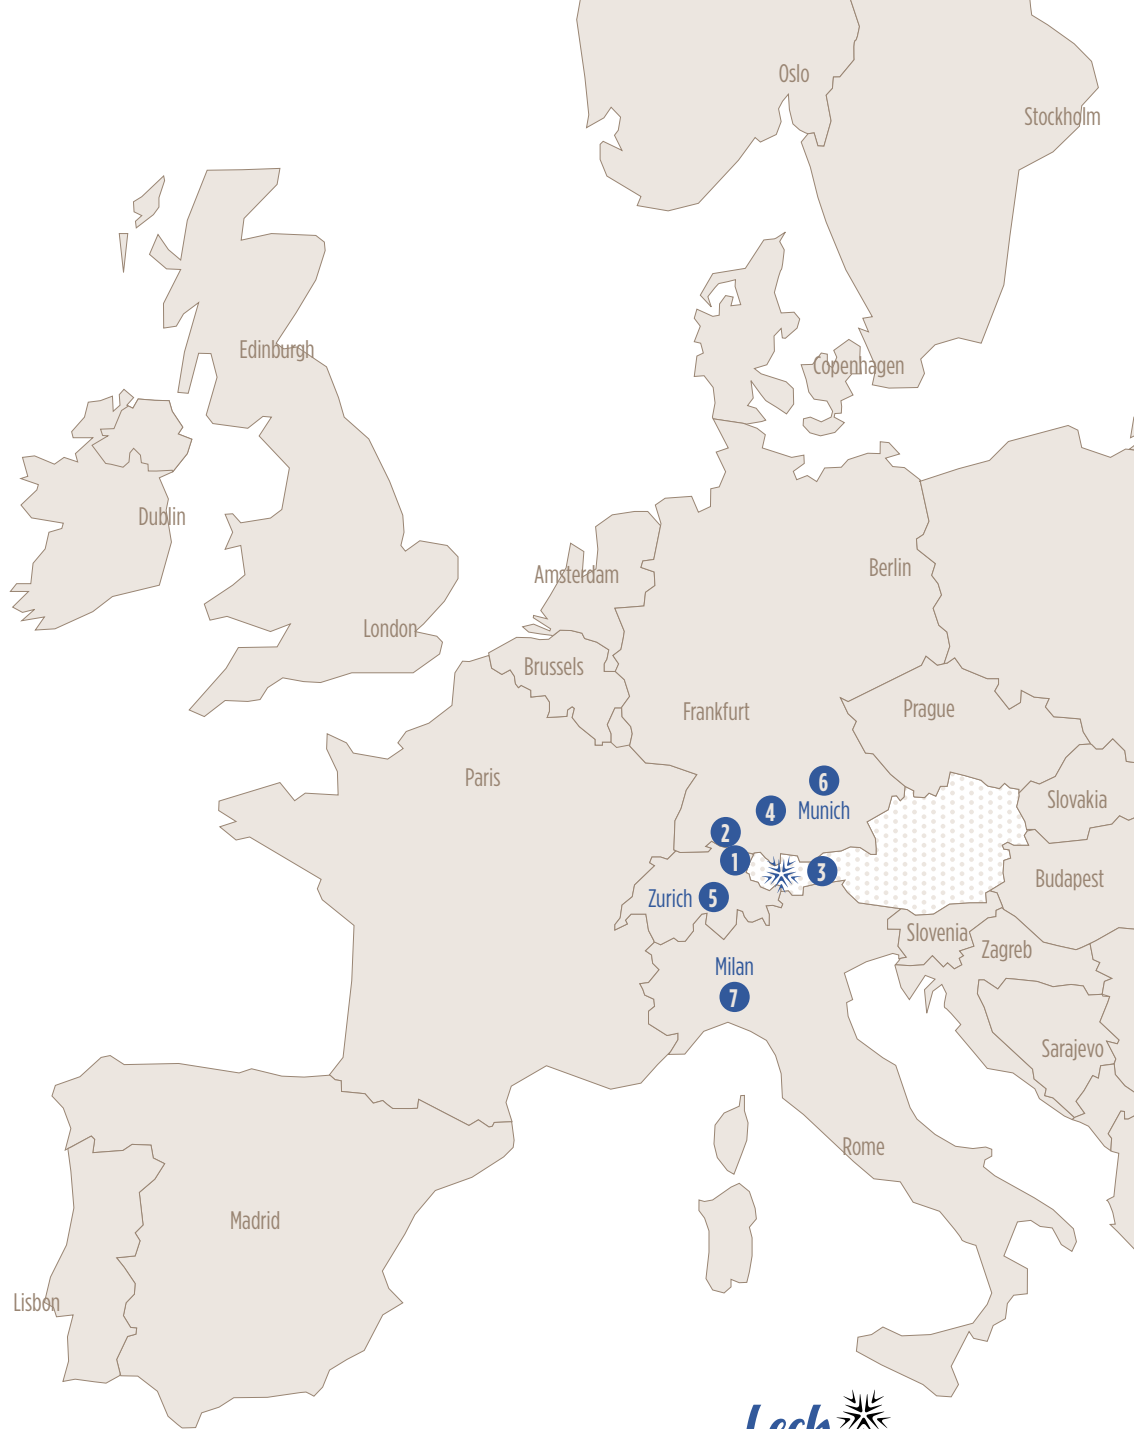 Oslo
Stockholm
Edinburgh
Copenhagen
Dublin
Amsterdam
Berlin
London
Brussels
Frankfurt
Prague
Paris
6
Munich
4
Slovakia
2
1
3
Budapest
Zurich 5
Slovenia
Zagreb
Milan
7
Sarajevo
Rome
Madrid
Lisbon
Lech